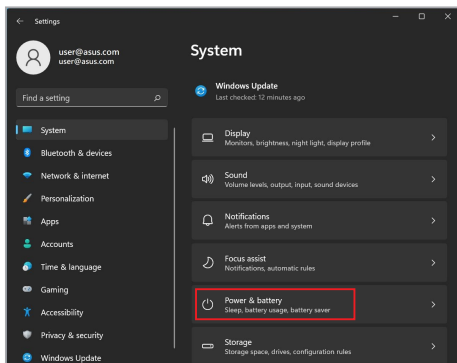 Settings
user@asus.com
user@asus.com
Find a setting
System
Bluetooth & devices
Network & internet
Personalization
Apps
Accounts
Time & language
Gaming
Accessibility
Privacy & security
Windows Update
System
Windows Update
Last checked: 12 minutes ago
Display
Monitors, brightness, night light, display profile
Sound
Volume levels, output, input, sound devices
Notifications
Alerts from apps and system
Focus assist
Notifications, automatic rules
Power & battery
Sleep, battery usage, battery saver
Storage
Storage space, drives, configuration rules